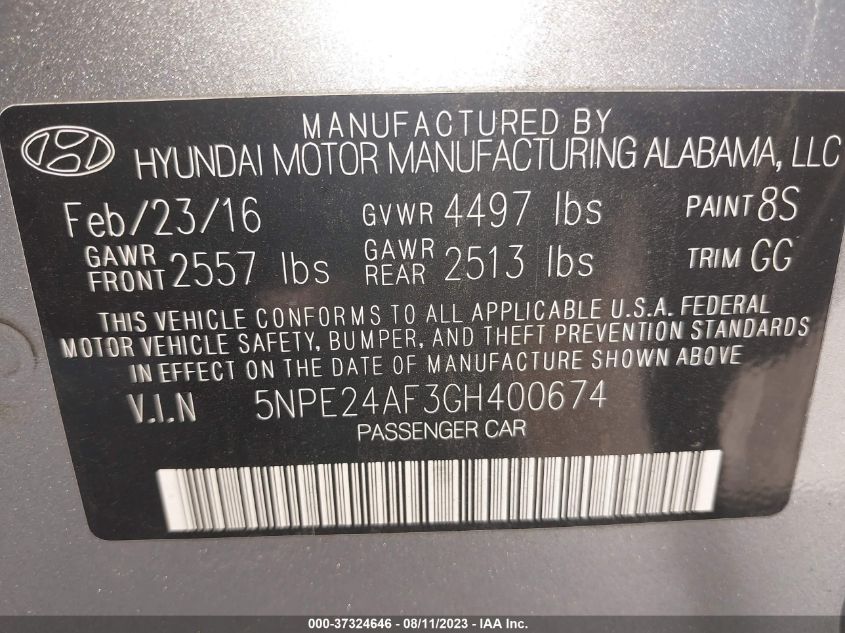 MANUFACTURED BY
HYUNDAI MOTOR MANUFACTURING ALABAMA, LLC
Feb/23/16 GVWR 4497 lbs PAINT 8S
GAWR FRONT 2557 lbs GAWR REAR 2513 lbs TRIM GG
THIS VEHICLE CONFORMS TO ALL APPLICABLE U.S.A. FEDERAL
MOTOR VEHICLE SAFETY, BUMPER, AND THEFT PREVENTION STANDARDS
IN EFFECT ON THE DATE OF MANUFACTURE SHOWN ABOVE
V.I.N 5NPE24AF3GH400674
PASSENGER CAR
000-37324646 - 08/11/2023 - IAA, Inc.